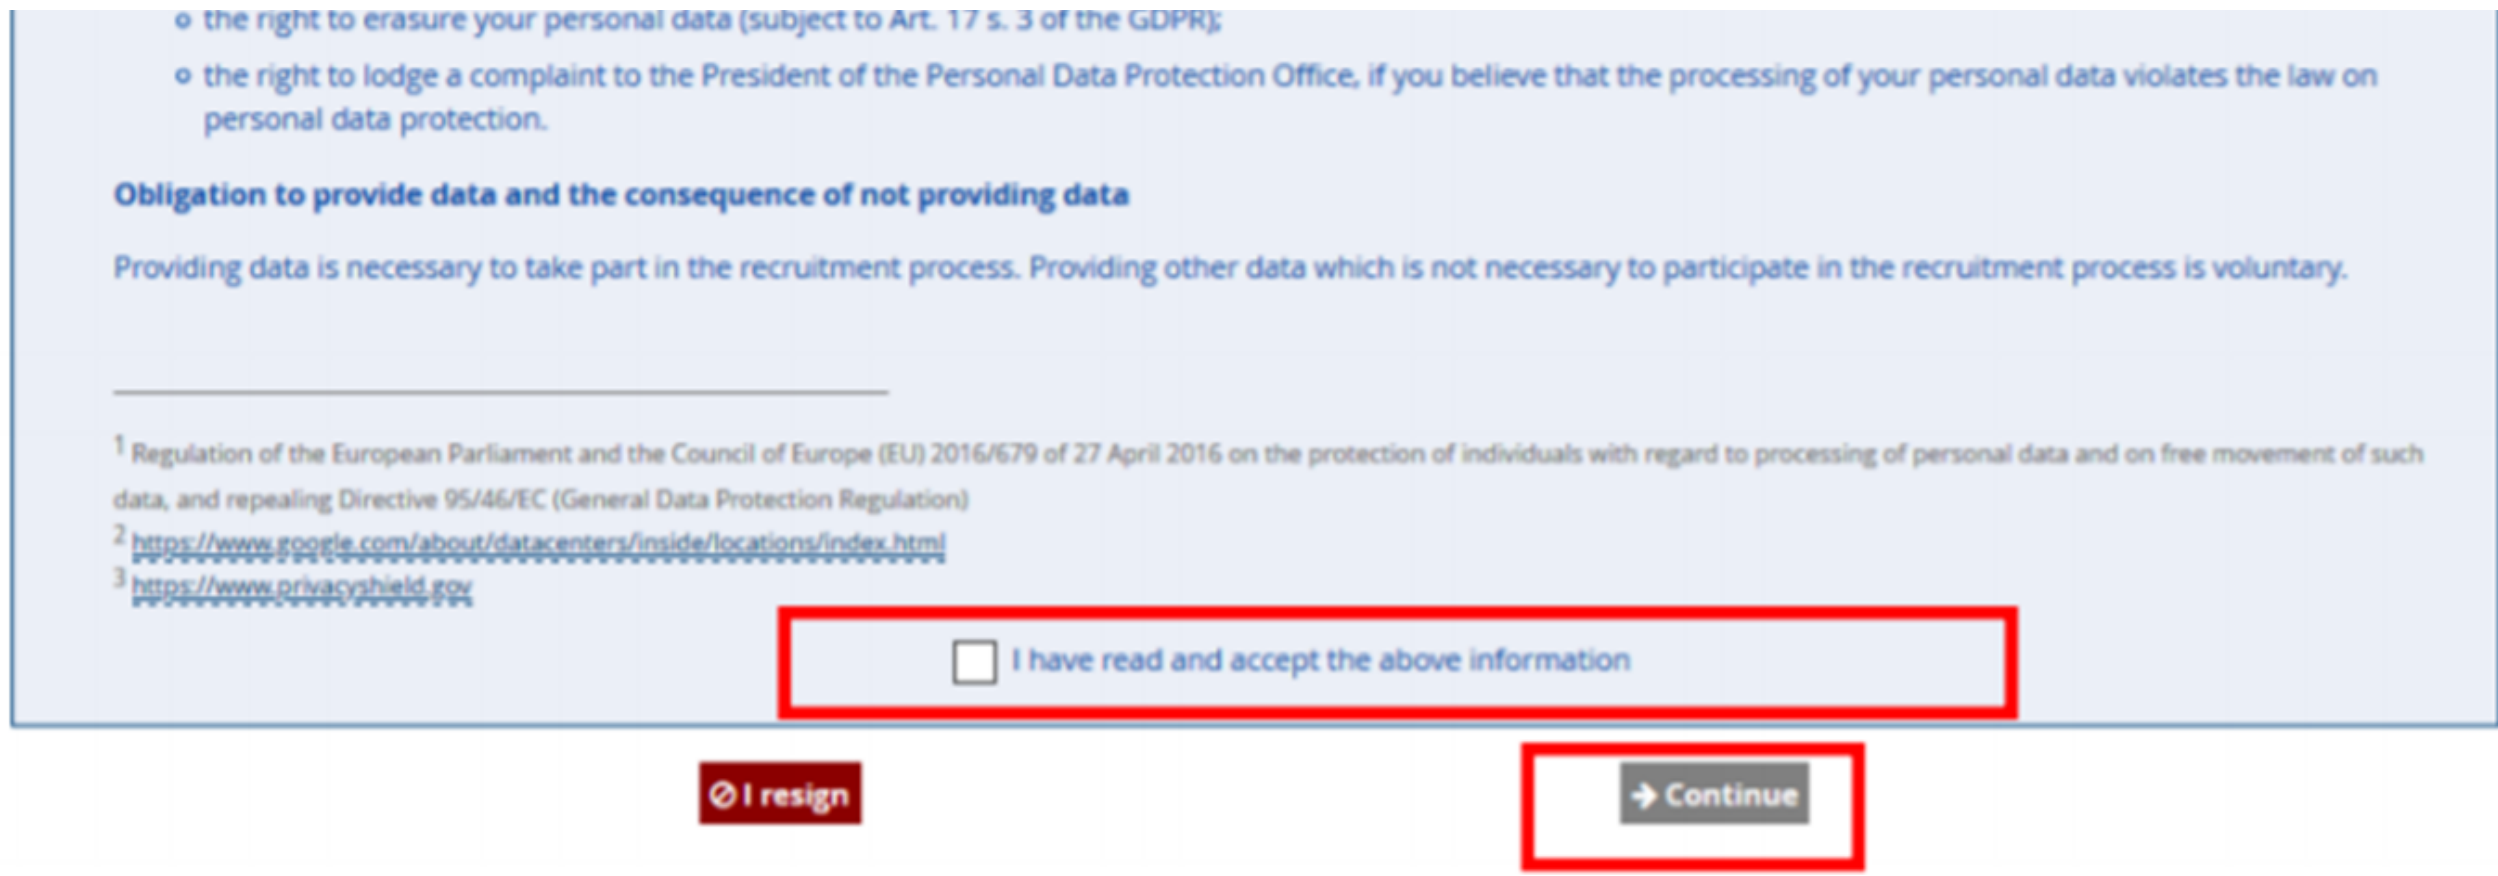 the right to erasure your personal data (subject to Art. 17 s. 3 of the GDPR);
the right to lodge a complaint to the President of the Personal Data Protection Office, if you believe that the processing of your personal data violates the law on
personal data protection.
Obligation to provide data and the consequence of not providing data
Providing data is necessary to take part in the recruitment process. Providing other data which is not necessary to participate in the recruitment process is voluntary.
1 Regulation of the European Parliament and the Council of Europe (EU) 2016/679 of 27 April 2016 on the protection of individuals with regard to processing of personal data and on free movement of such
data, and repealing Directive 95/46/EC (General Data Protection Regulation)
2 https://www.google.com/about/datacenters/inside/locations/index.html
3 https://www.privacyshield.gov
I have read and accept the above information
I resign
Continue